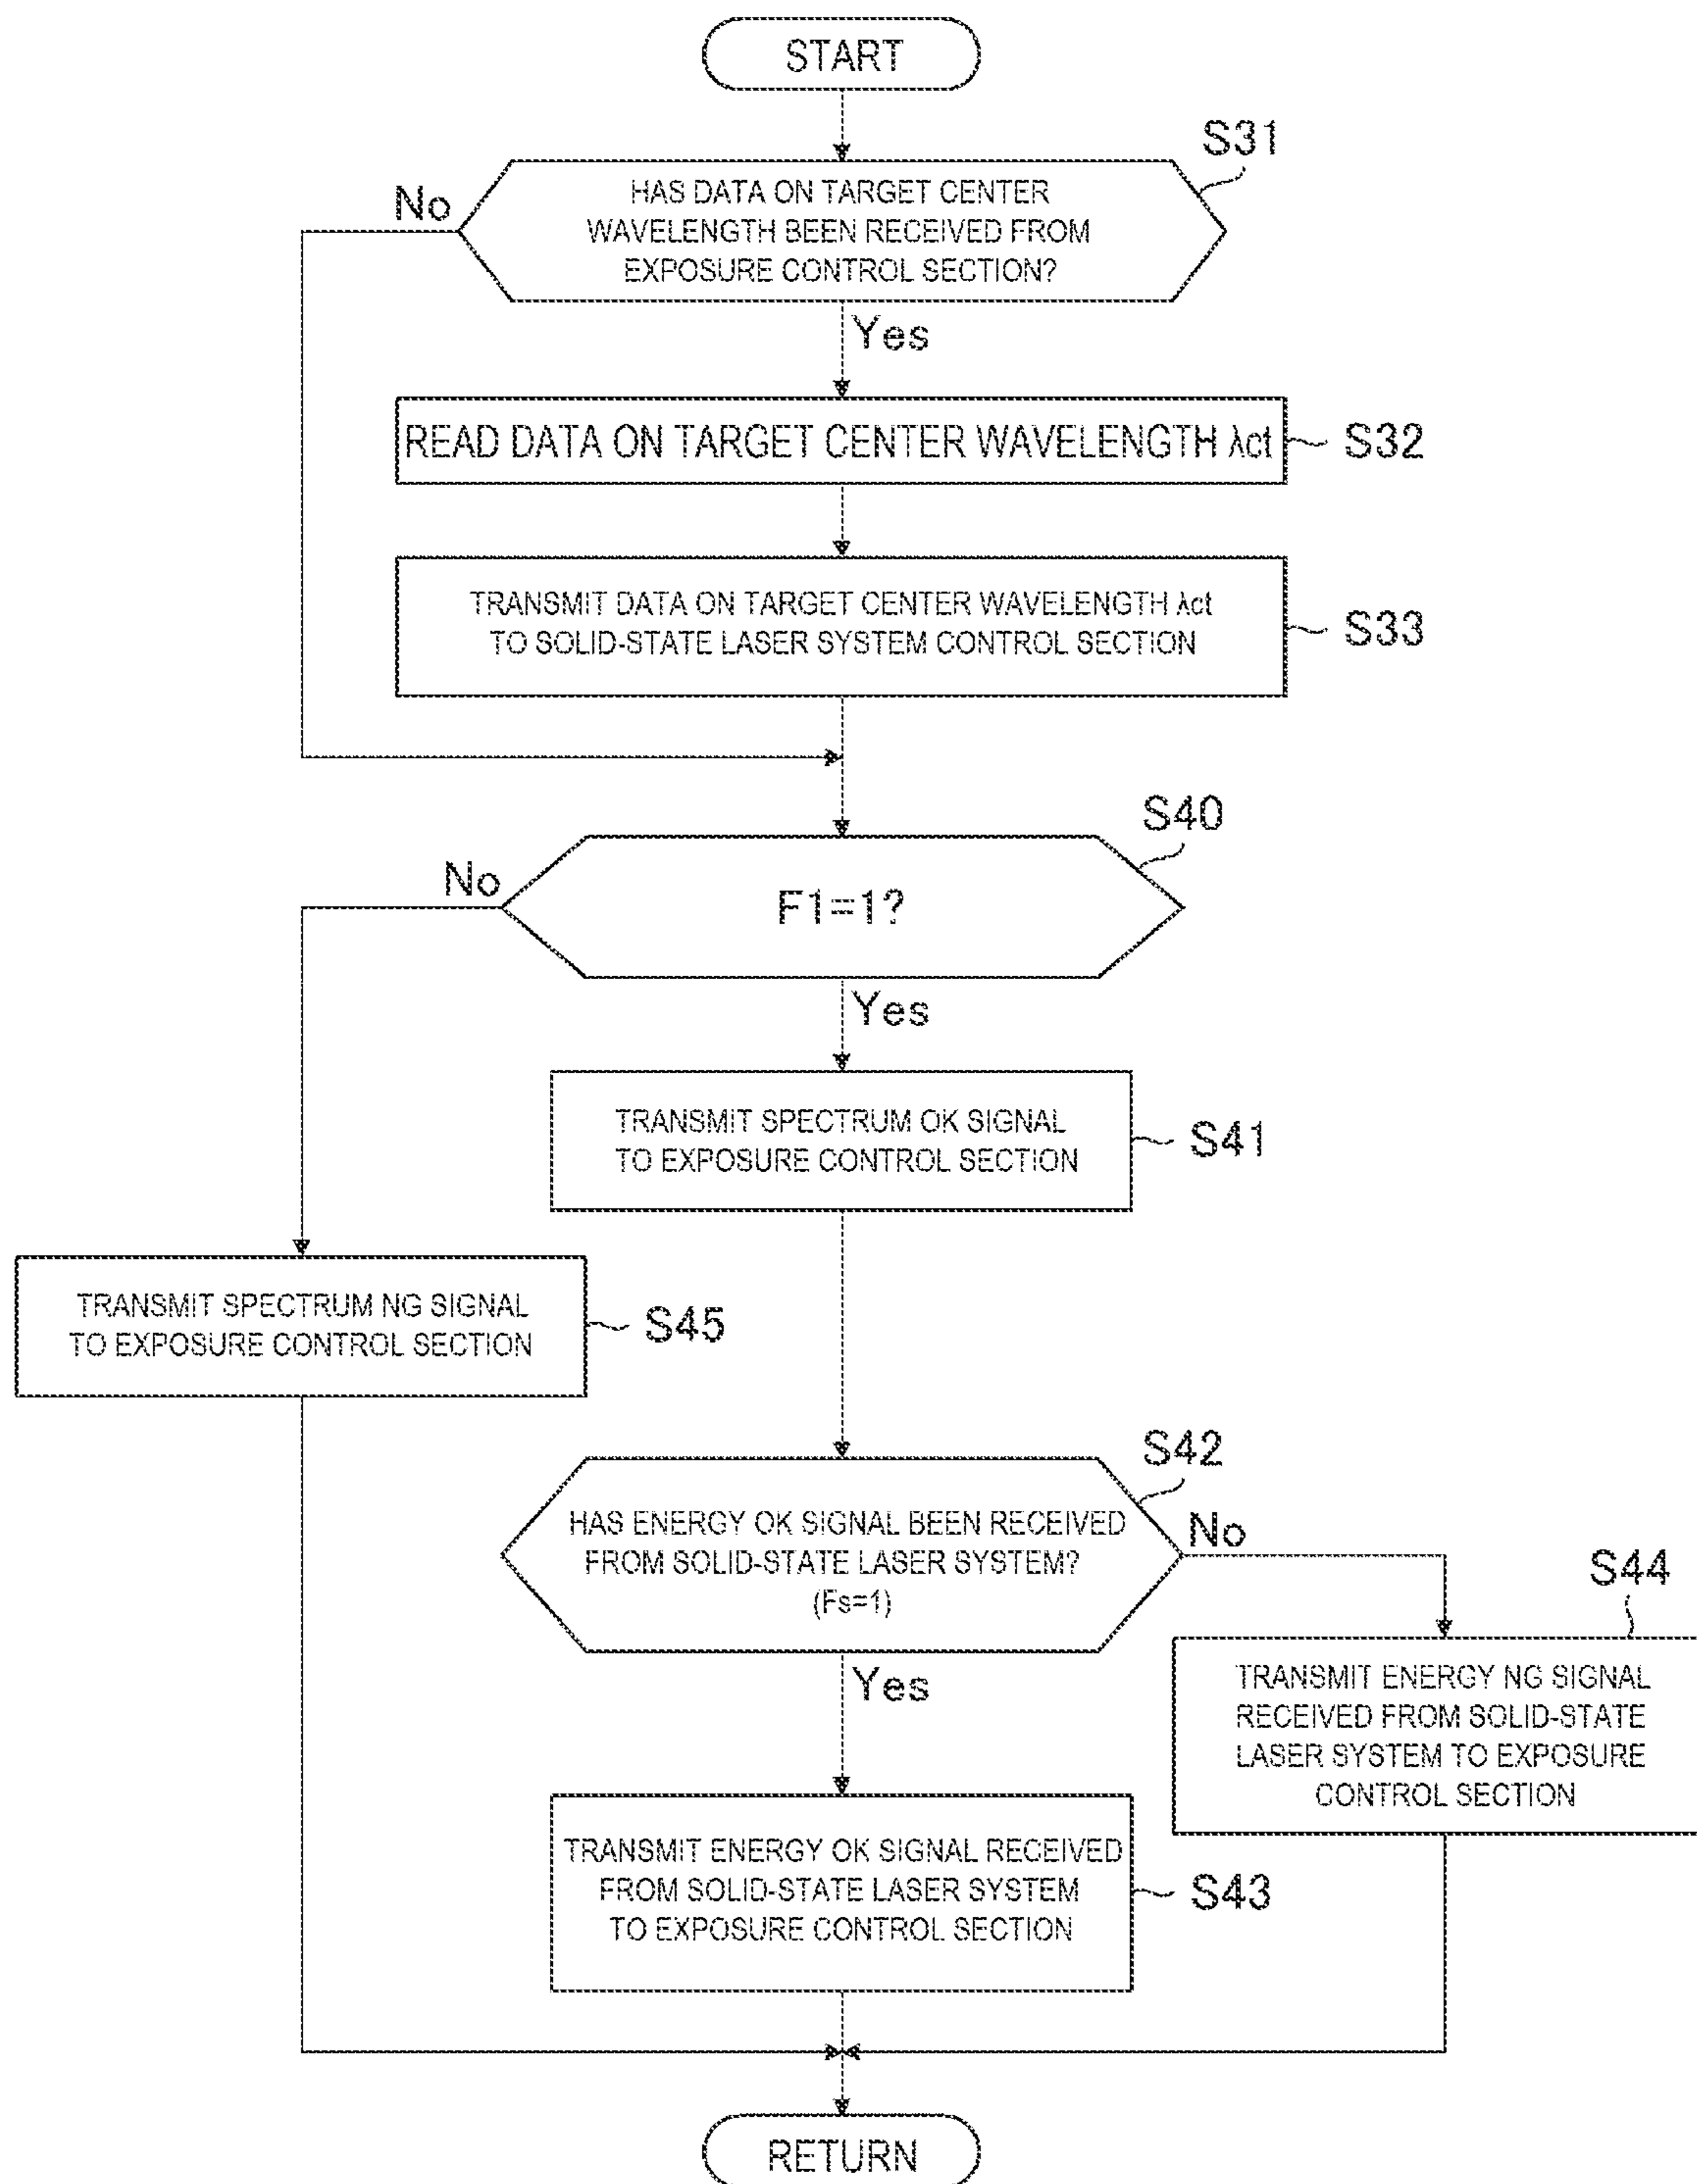 START
S31
HAS DATA ON TARGET CENTER
WAVELENGTH BEEN RECEIVED FROM
EXPOSURE CONTROL SECTION?
No
Yes
READ DATA ON TARGET CENTER WAVELENGTH λct
S32
TRANSMIT DATA ON TARGET CENTER WAVELENGTH λct
TO SOLID-STATE LASER SYSTEM CONTROL SECTION
S33
S40
No
F1=1?
Yes
TRANSMIT SPECTRUM OK SIGNAL
TO EXPOSURE CONTROL SECTION
S41
TRANSMIT SPECTRUM NG SIGNAL
TO EXPOSURE CONTROL SECTION
S45
S42
HAS ENERGY OK SIGNAL BEEN RECEIVED
FROM SOLID-STATE LASER SYSTEM?
(Fs=1)
No
Yes
S44
TRANSMIT ENERGY NG SIGNAL
RECEIVED FROM SOLID-STATE
LASER SYSTEM TO EXPOSURE
CONTROL SECTION
TRANSMIT ENERGY OK SIGNAL RECEIVED
FROM SOLID-STATE LASER SYSTEM
TO EXPOSURE CONTROL SECTION
S43
RETURN